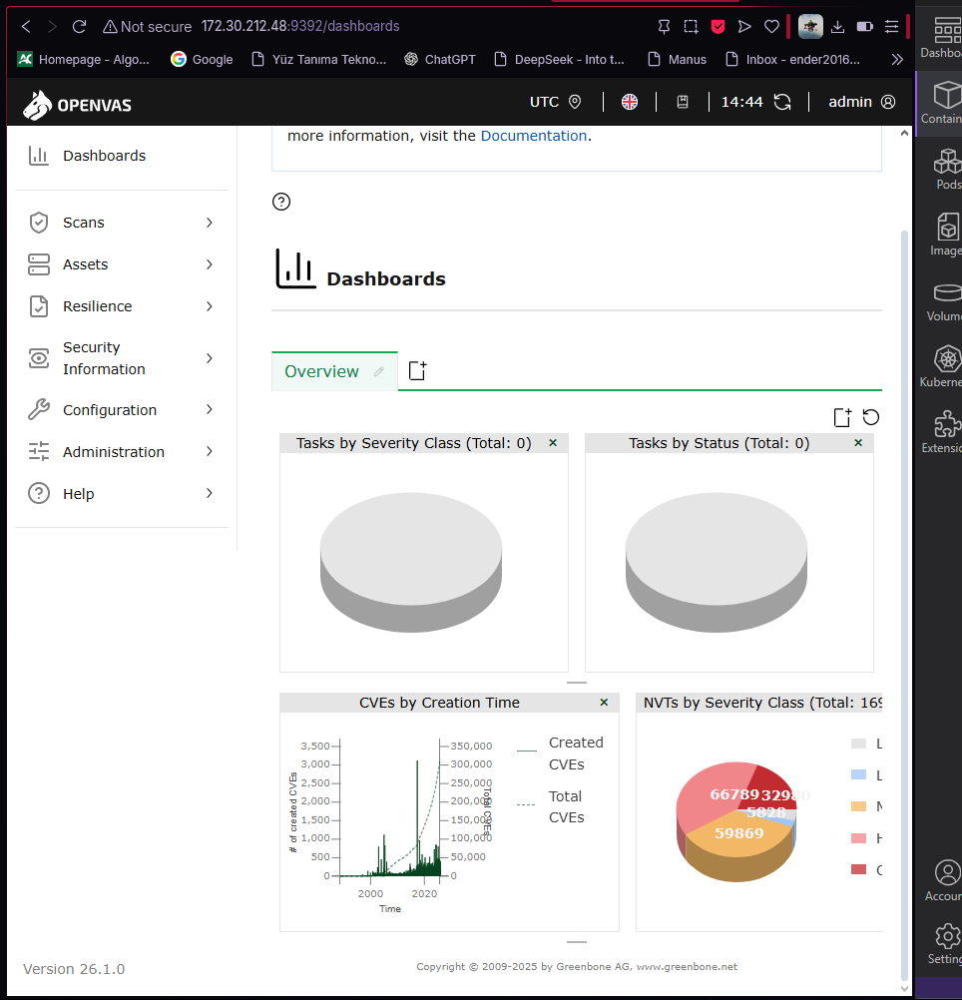 Not secure 172.30.212.48:9392/dashboards
Homepage - Algo... Google Yüz Tanıma Tekno... ChatGPT DeepSeek - Into t... Manus Inbox - ender2016...
OPENVAS UTC 14:44 admin
more information, visit the Documentation.
Dashboards
Scans
Assets
Resilience
Security
Information
Configuration
Administration
Help
Dashboards
Overview
Tasks by Severity Class (Total: 0)
Tasks by Status (Total: 0)
CVEs by Creation Time
# of created CVEs
3,500
3,000
2,500
2,000
1,500
1,000
500
0
350,000
300,000
250,000
200,000
150,000
100,000
50,000
0
Total CVEs
2000 2020
Time
Created
CVEs
Total
CVEs
NVTs by Severity Class (Total: 169
66789
32980
5828
59869
L
L
M
H
C
Version 26.1.0
Copyright © 2009-2025 by Greenbone AG, www.greenbone.net
Dashbo
Contain
Pods
Image
Volum
Kuberne
Extensio
Accoun
Setting